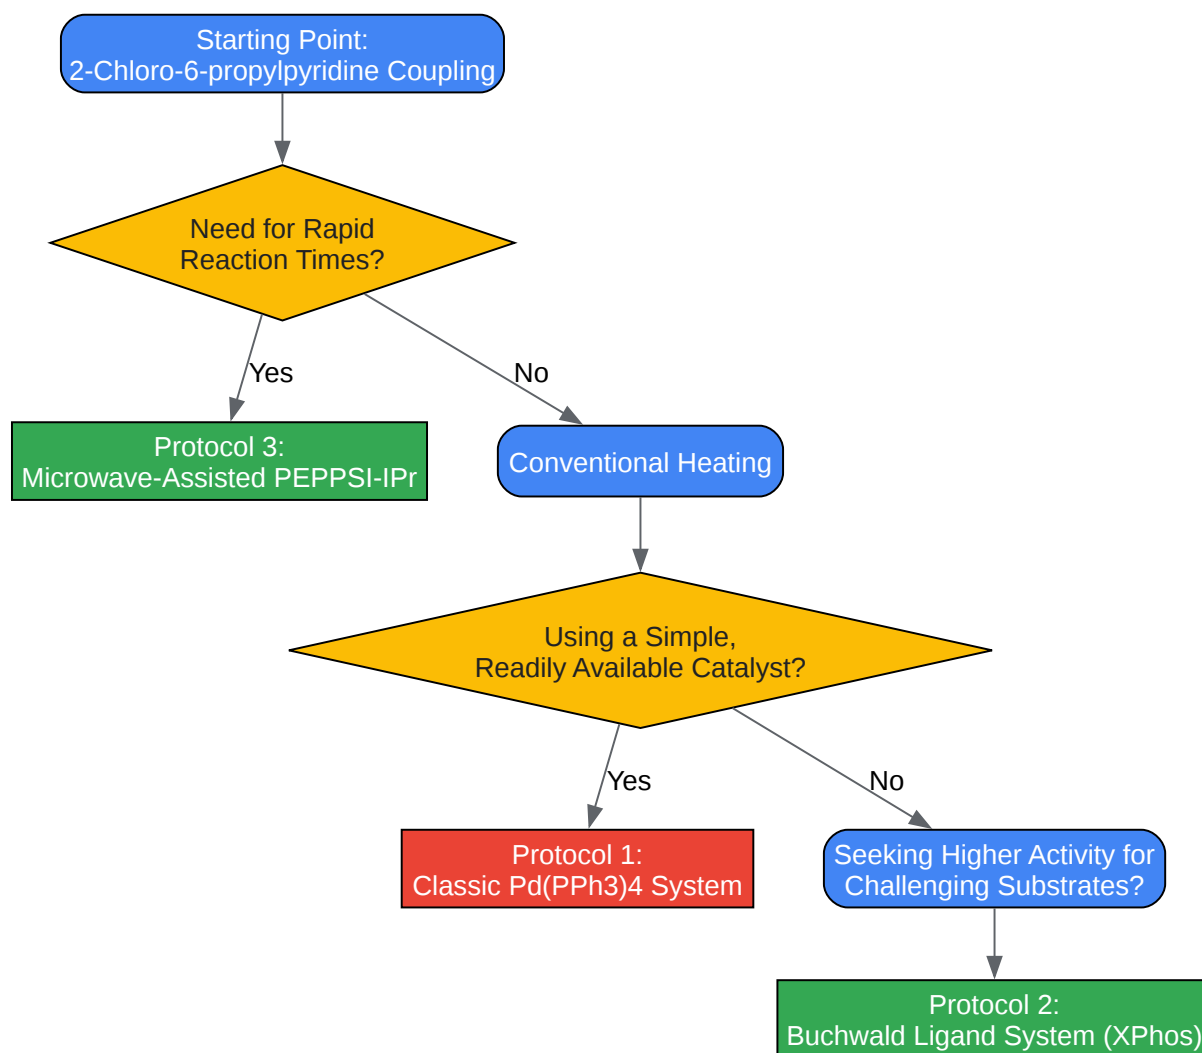 Starting Point:
2-Chloro-6-propylpyridine Coupling
Need for Rapid
Reaction Times?
Yes
No
Protocol 3:
Microwave-Assisted PEPPSI-IPr
Conventional Heating
Using a Simple,
Readily Available Catalyst?
Yes
No
Protocol 1:
Classic Pd(PPh3)4 System
Seeking Higher Activity for
Challenging Substrates?
Protocol 2:
Buchwald Ligand System (XPhos)